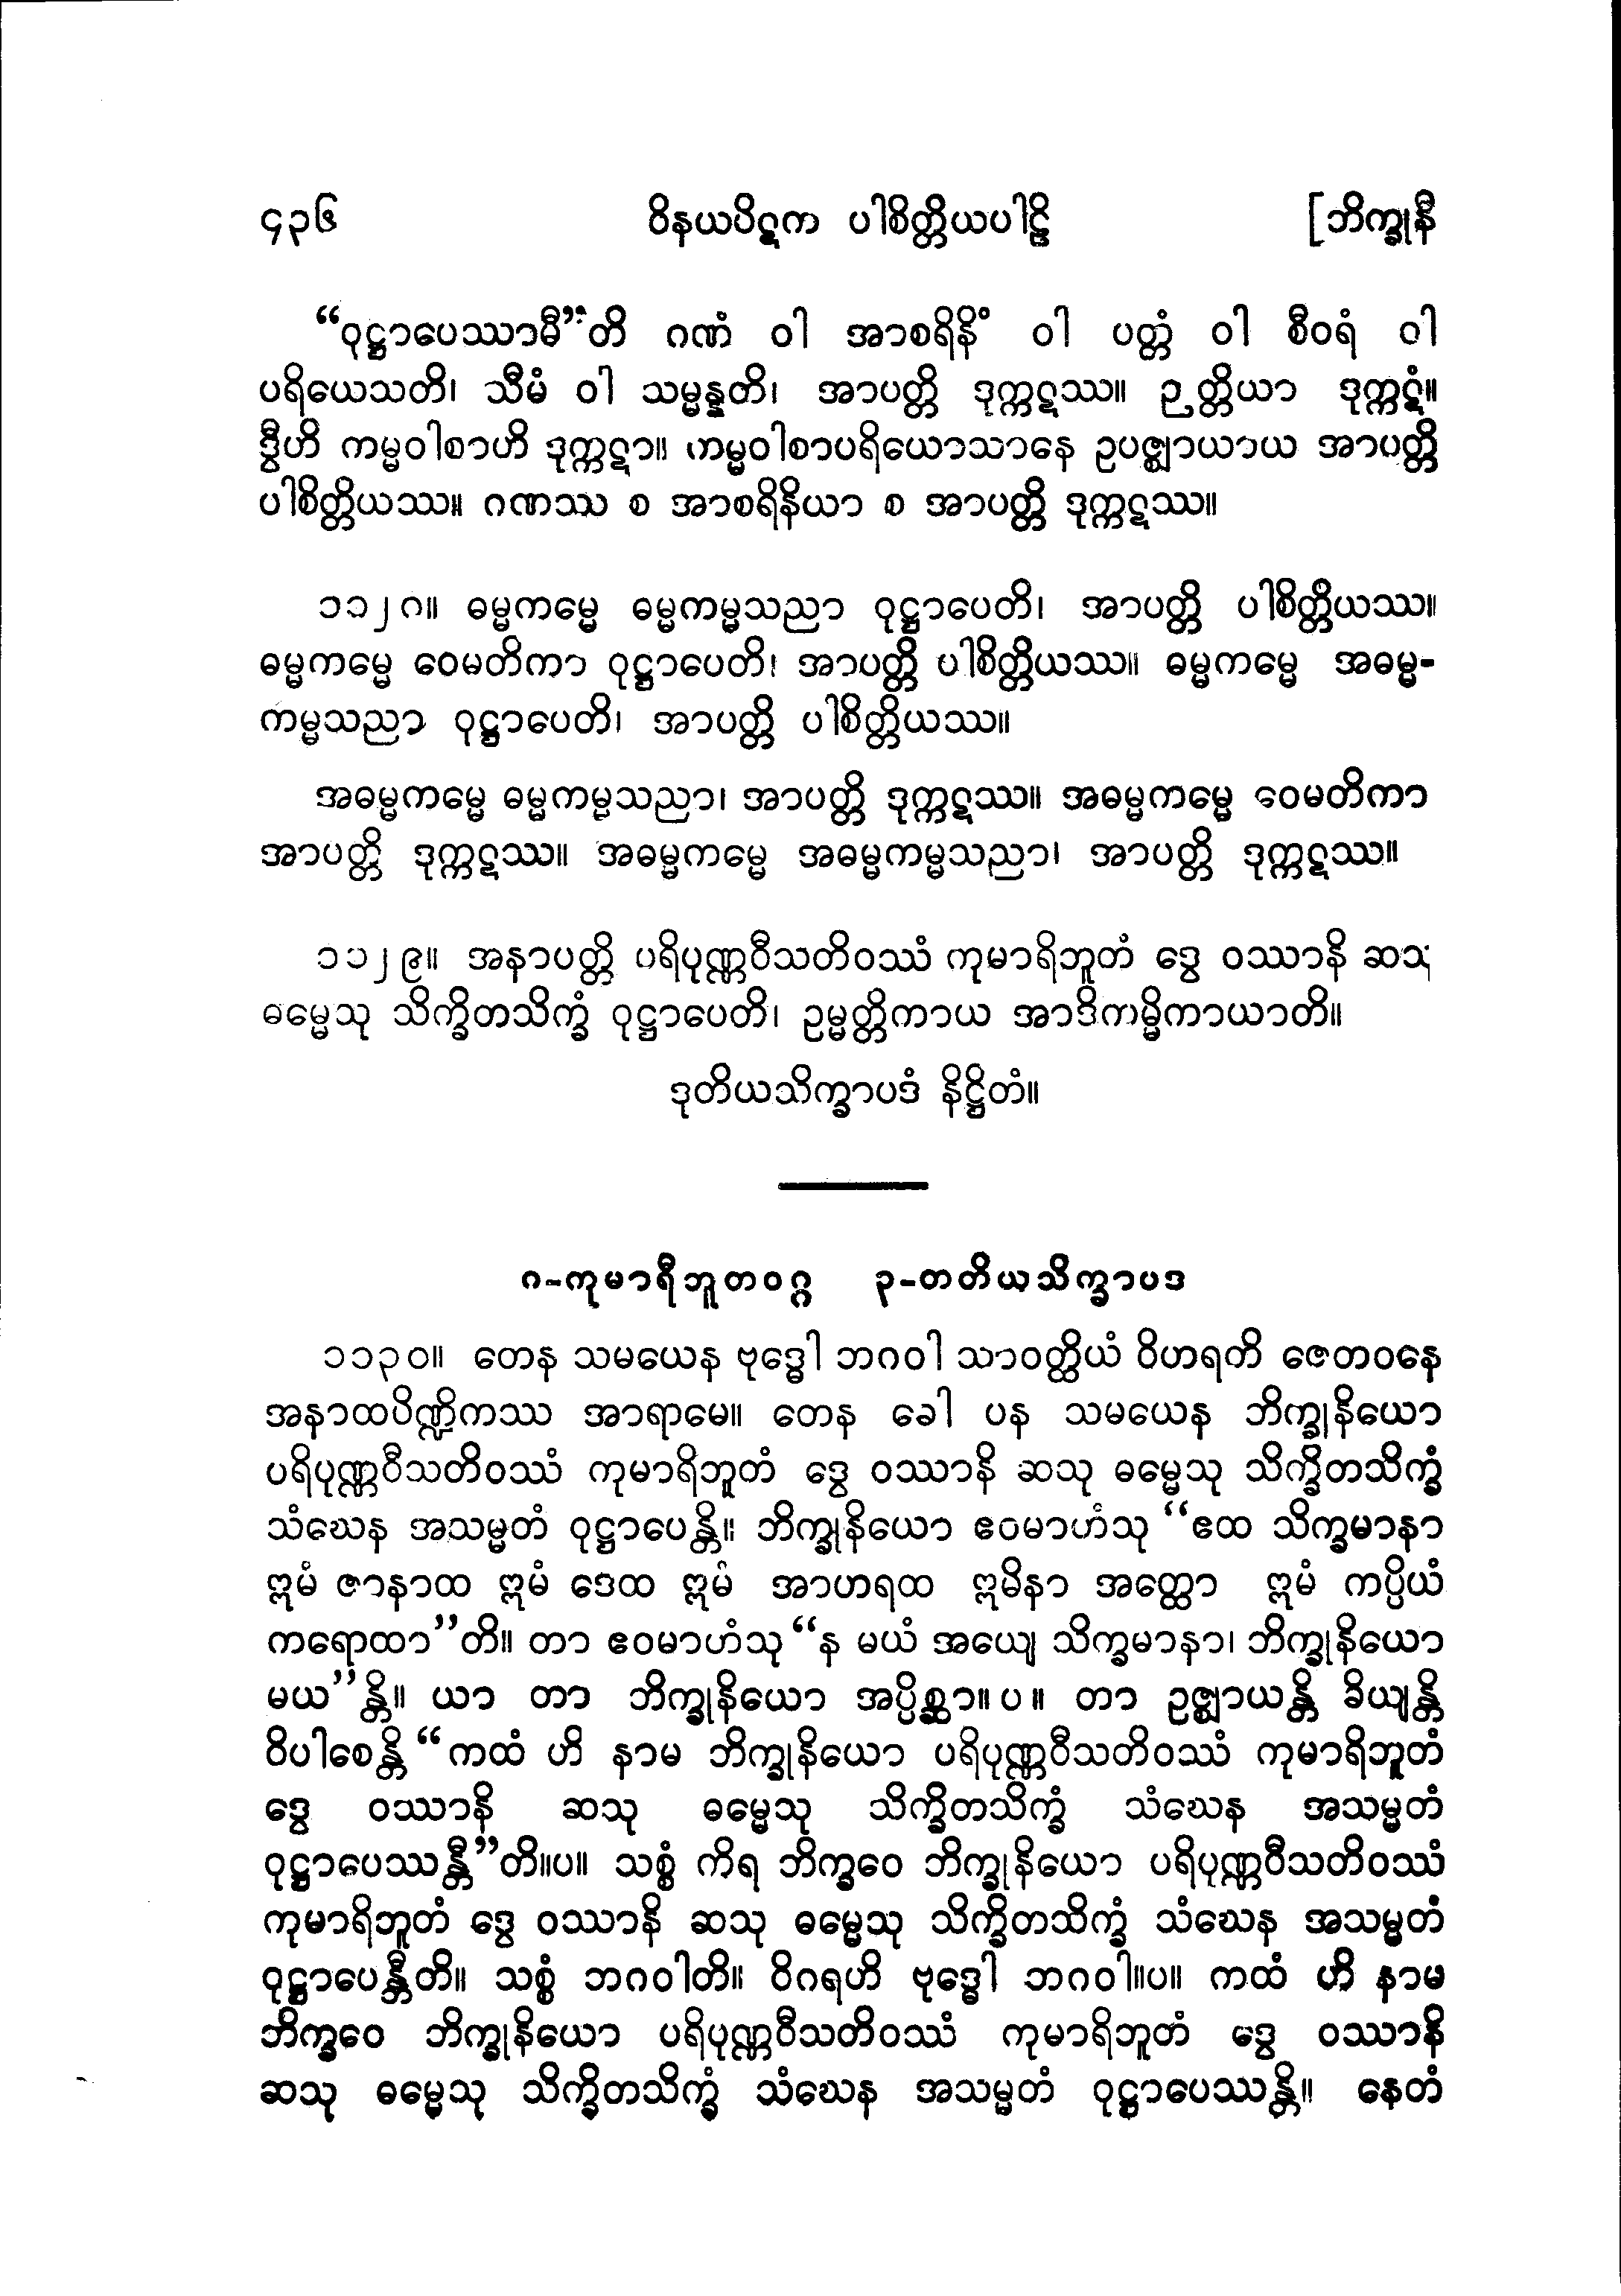 ၄၃၆ ဝိနယပိဋက ပါစိတ္တိယပါဠိ [ဘိက္ခုနီ
“ဝုဋ္ဌာပေဿာမီ”တိ ဂဏံ ဝါ အာစရိနိံ ဝါ ပတ္တံ ဝါ စီဝရံ ဝါ
ပရိယေသတိ၊ သီမံ ဝါ သမ္မန္နတိ၊ အာပတ္တိ ဒုက္ကဋဿ။ ဉတ္တိယာ ဒုက္ကဋံ။
ဒွီဟိ ကမ္မဝါစာဟိ ဒုက္ကဋာ။ ကမ္မဝါစာပရိယောသာနေ ဥပဇ္ဈာယာယ အာပတ္တိ
ပါစိတ္တိယဿ။ ဂဏဿ စ အာစရိနိယာ စ အာပတ္တိ ဒုက္ကဋဿ။
၁၁၂၈။ ဓမ္မကမ္မေ ဓမ္မကမ္မသညာ ဝုဋ္ဌာပေတိ၊ အာပတ္တိ ပါစိတ္တိယဿ။
ဓမ္မကမ္မေ ဝေမတိကာ ဝုဋ္ဌာပေတိ၊ အာပတ္တိ ပါစိတ္တိယဿ။ ဓမ္မကမ္မေ အဓမ္မ-
ကမ္မသညာ ဝုဋ္ဌာပေတိ၊ အာပတ္တိ ပါစိတ္တိယဿ။
အဓမ္မကမ္မေ ဓမ္မကမ္မသညာ၊ အာပတ္တိ ဒုက္ကဋဿ။ အဓမ္မကမ္မေ ဝေမတိကာ
အာပတ္တိ ဒုက္ကဋဿ။ အဓမ္မကမ္မေ အဓမ္မကမ္မသညာ၊ အာပတ္တိ ဒုက္ကဋဿ။
၁၁၂၉။ အနာပတ္တိ ပရိပုဏ္ဏဝီသတိဝဿံ ကုမာရိဘူတံ ဒွေ ဝဿာနိ ဆသု
ဓမ္မေသု သိက္ခိတသိက္ခံ ဝုဋ္ဌာပေတိ၊ ဥမ္မတ္တိကာယ အာဒိကမ္မိကာယာတိ။
ဒုတိယသိက္ခာပဒံ နိဋ္ဌိတံ။
ဂ-ကုမာရီဘူတဝဂ္ဂ ၃-တတိယသိက္ခာပဒ
၁၁၃၀။ တေန သမယေန ဗုဒ္ဓေါ ဘဂဝါ သာဝတ္ထိယံ ဝိဟရကိ ဇေတဝနေ
အနာထပိဏ္ဍိကဿ အာရာမေ။ တေန ခေါ ပန သမယေန ဘိက္ခုနိယော
ပရိပုဏ္ဏဝီသတိဝဿံ ကုမာရိဘူတံ ဒွေ ဝဿာနိ ဆသု ဓမ္မေသု သိက္ခိတသိက္ခံ
သံဃေန အသမ္မတံ ဝုဋ္ဌာပေန္တိ။ ဘိက္ခုနိယော ဧဝမာဟံသု “ဧထ သိက္ခမာနာ
ဣမံ ဇာနာထ ဣမံ ဒေထ ဣမံ အာဟရထ ဣမိနာ အတ္ထော ဣမံ ကပ္ပိယံ
ကရောထာ”တိ။ တာ ဧဝမာဟံသု “န မယံ အယျေ သိက္ခမာနာ၊ ဘိက္ခုနိယော
မယ”န္တိ။ ယာ တာ ဘိက္ခုနိယော အပ္ပိစ္ဆာ။ပ။ တာ ဥဇ္ဈာယန္တိ ခိယျန္တိ
ဝိပါစေန္တိ “ကထံ ဟိ နာမ ဘိက္ခုနိယော ပရိပုဏ္ဏဝီသတိဝဿံ ကုမာရိဘူတံ
ဒွေ ဝဿာနိ ဆသု ဓမ္မေသု သိက္ခိတသိက္ခံ သံဃေန အသမ္မတံ
ဝုဋ္ဌာပေဿန္တီ”တိ။ပ။ သစ္စံ ကိရ ဘိက္ခဝေ ဘိက္ခုနိယော ပရိပုဏ္ဏဝီသတိဝဿံ
ကုမာရိဘူတံ ဒွေ ဝဿာနိ ဆသု ဓမ္မေသု သိက္ခိတသိက္ခံ သံဃေန အသမ္မတံ
ဝုဋ္ဌာပေန္တီတိ။ သစ္စံ ဘဂဝါတိ။ ဝိဂရဟိ ဗုဒ္ဓေါ ဘဂဝါ။ပ။ ကထံ ဟိ နာမ
ဘိက္ခဝေ ဘိက္ခုနိယော ပရိပုဏ္ဏဝီသတိဝဿံ ကုမာရိဘူတံ ဒွေ ဝဿာနိ
ဆသု ဓမ္မေသု သိက္ခိတသိက္ခံ သံဃေန အသမ္မတံ ဝုဋ္ဌာပေဿန္တိ။ နေတံ